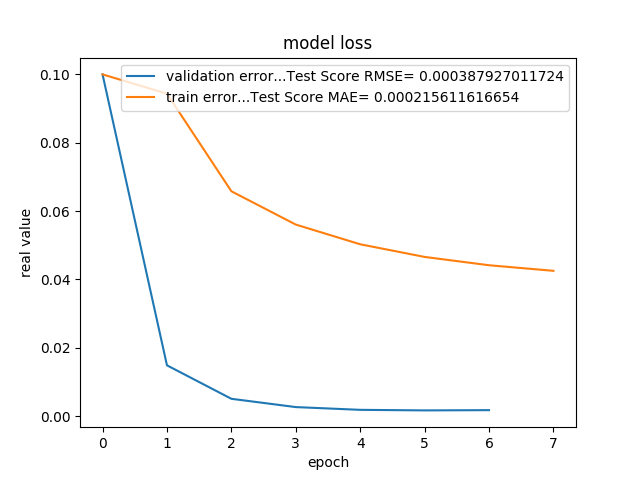 model loss
validation error...Test Score RMSE= 0.000387927011724
train error...Test Score MAE= 0.000215611616654
0.10
0.08
0.06
0.04
0.02
0.00
real value
0 1 2 3 4 5 6 7
epoch